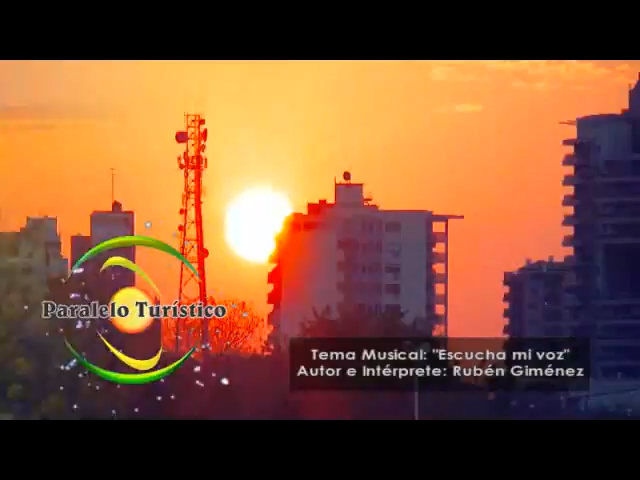 Paralelo Turístico
Tema Musical: "Escucha mi voz"
Autor e Intérprete: Rubén Giménez